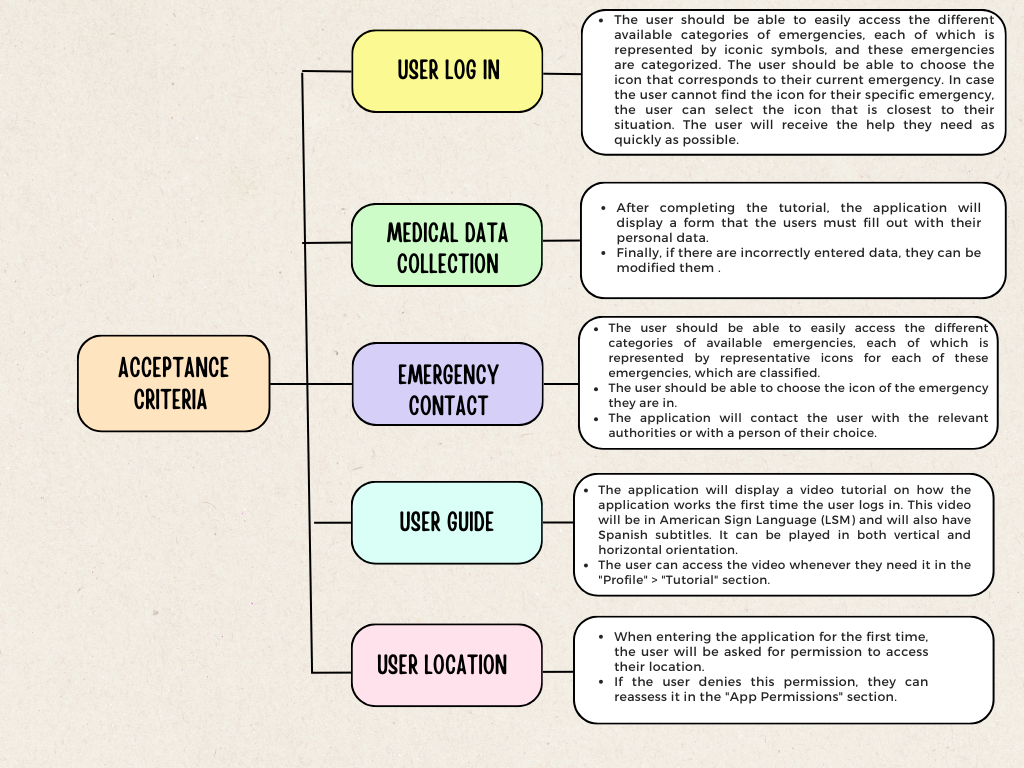 ACCEPTANCE
CRITERIA
USER LOG IN
• The user should be able to easily access the different
available categories of emergencies, each of which is
represented by iconic symbols, and these emergencies
are categorized. The user should be able to choose the
icon that corresponds to their current emergency. In case
the user cannot find the icon for their specific emergency,
the user can select the icon that is closest to their
situation. The user will receive the help they need as
quickly as possible.
MEDICAL DATA
COLLECTION
• After completing the tutorial, the application will
display a form that the users must fill out with their
personal data.
• Finally, if there are incorrectly entered data, they can be
modified them .
EMERGENCY
CONTACT
• The user should be able to easily access the different
categories of available emergencies, each of which is
represented by representative icons for each of these
emergencies, which are classified.
• The user should be able to choose the icon of the emergency
they are in.
• The application will contact the user with the relevant
authorities or with a person of their choice.
USER GUIDE
• The application will display a video tutorial on how the
application works the first time the user logs in. This video
will be in American Sign Language (LSM) and will also have
Spanish subtitles. It can be played in both vertical and
horizontal orientation.
• The user can access the video whenever they need it in the
"Profile" > "Tutorial" section.
USER LOCATION
• When entering the application for the first time,
the user will be asked for permission to access
their location.
• If the user denies this permission, they can
reassess it in the "App Permissions" section.